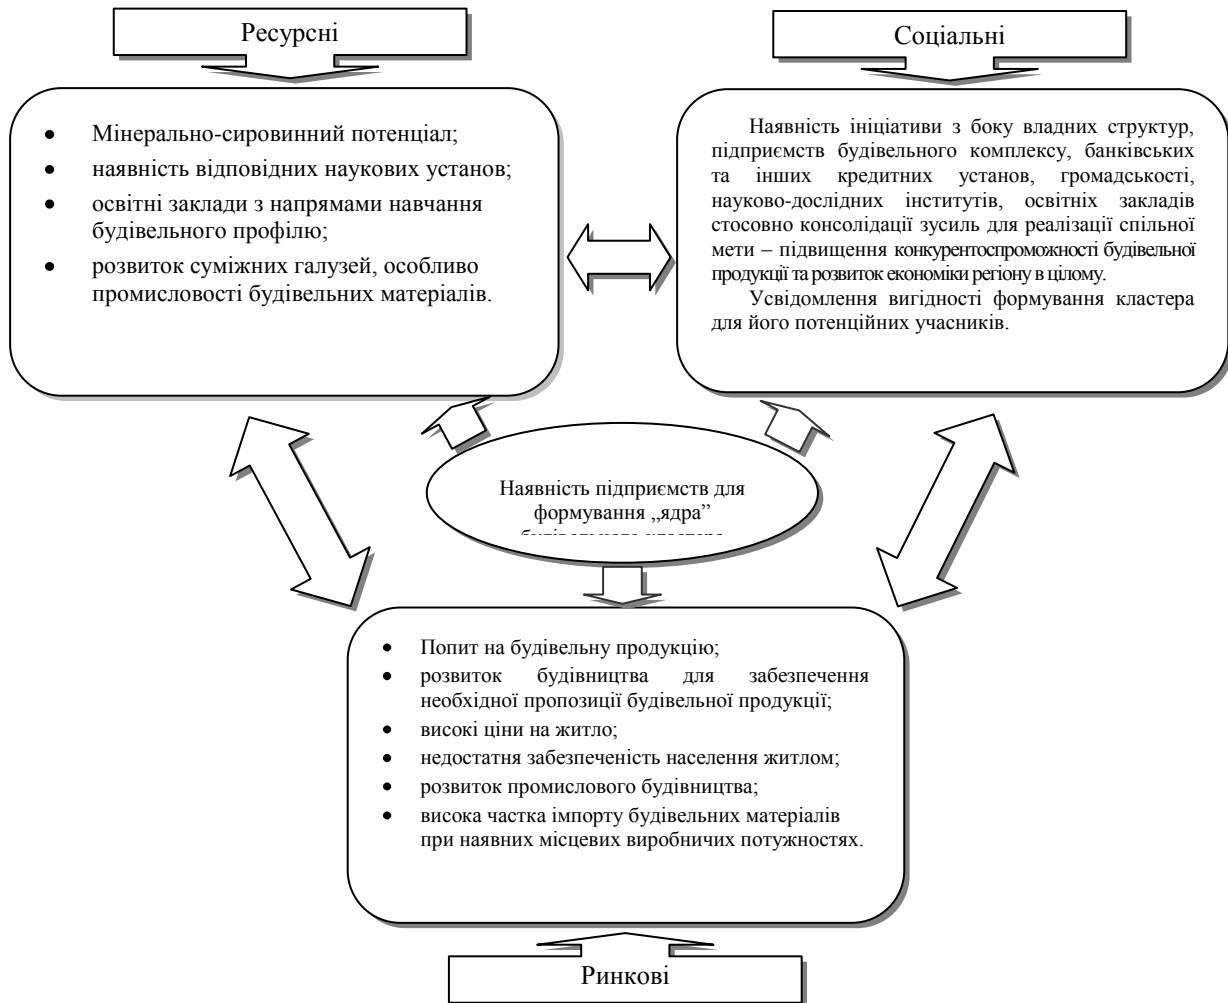 Ресурсні
Соціальні
• Мінерально-сировинний потенціал;
• наявність відповідних наукових установ;
• освітні заклади з напрямами навчання
будівельного профілю;
• розвиток суміжних галузей, особливо
промисловості будівельних матеріалів.
Наявність ініціативи з боку владних структур,
підприємств будівельного комплексу, банківських
та інших кредитних установ, громадськості,
науково-дослідних інститутів, освітніх закладів
стосовно консолідації зусиль для реалізації спільної
мети – підвищення конкурентоспроможності будівельної
продукції та розвиток економіки регіону в цілому.
Усвідомлення вигідності формування кластера
для його потенційних учасників.
Наявність підприємств для
формування „ядра”
• Попит на будівельну продукцію;
• розвиток будівництва для забезпечення
необхідної пропозиції будівельної продукції;
• високі ціни на житло;
• недостатня забезпеченість населення житлом;
• розвиток промислового будівництва;
• висока частка імпорту будівельних матеріалів
при наявних місцевих виробничих потужностях.
Ринкові